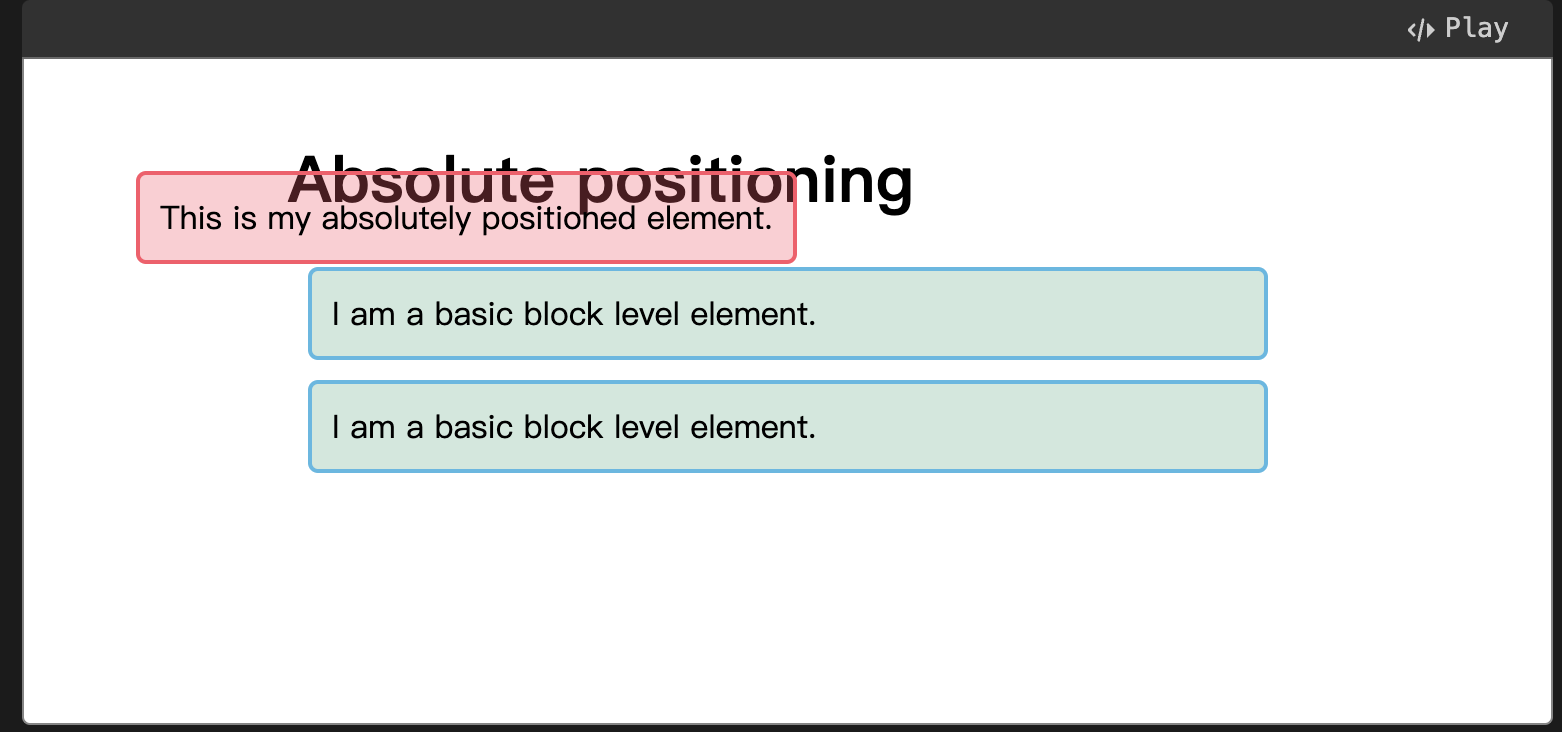 Play
Absolute positioning
This is my absolutely positioned element.
I am a basic block level element.
I am a basic block level element.